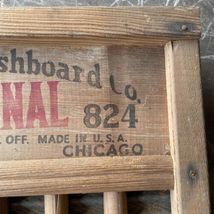 shboard Co.
NAL 824
. OFF. MADE IN U.S.A.
CHICAGO